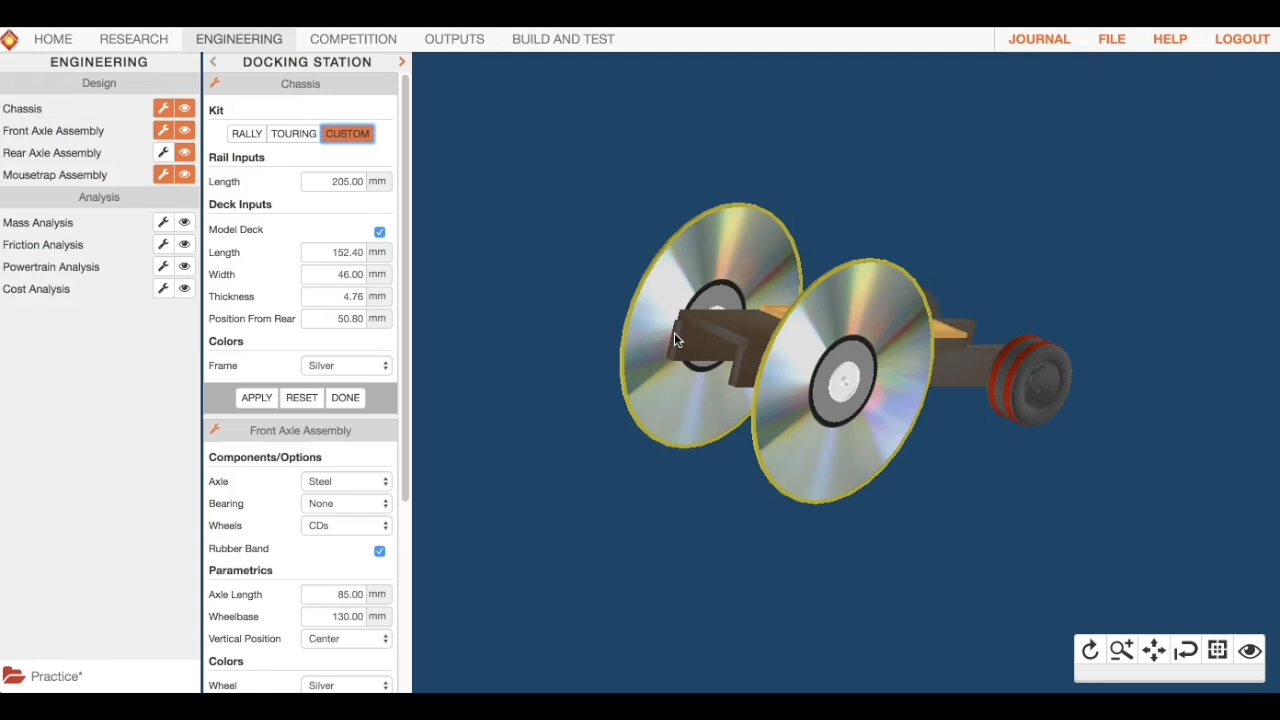 HOME RESEARCH ENGINEERING COMPETITION OUTPUTS BUILD AND TEST JOURNAL FILE HELP LOGOUT
ENGINEERING
Design
Chassis
Front Axle Assembly
Rear Axle Assembly
Mousetrap Assembly
Analysis
Mass Analysis
Friction Analysis
Powertrain Analysis
Cost Analysis
Practice*
DOCKING STATION
Chassis
Kit
RALLY TOURING CUSTOM
Rail Inputs
Length 205.00 mm
Deck Inputs
Model Deck
Length 152.40 mm
Width 46.00 mm
Thickness 4.76 mm
Position From Rear 50.80 mm
Colors
Frame Silver
APPLY RESET DONE
Front Axle Assembly
Components/Options
Axle Steel
Bearing None
Wheels CDs
Rubber Band
Parametrics
Axle Length 85.00 mm
Wheelbase 130.00 mm
Vertical Position Center
Colors
Wheel Silver